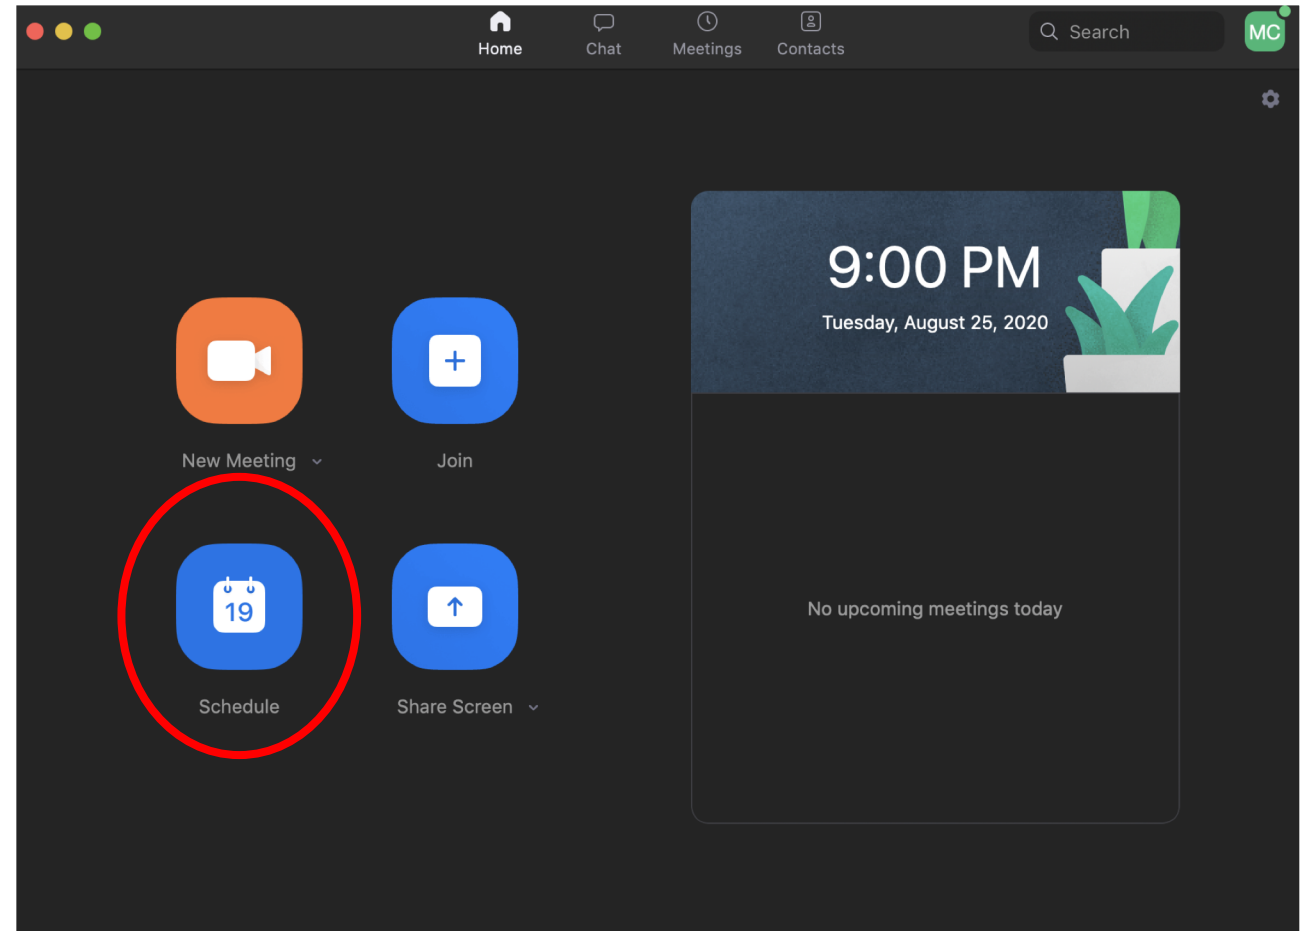 Home
Chat
Meetings
Contacts
Search
MC
9:00 PM
Tuesday, August 25, 2020
New Meeting
Join
19
Schedule
Share Screen
No upcoming meetings today